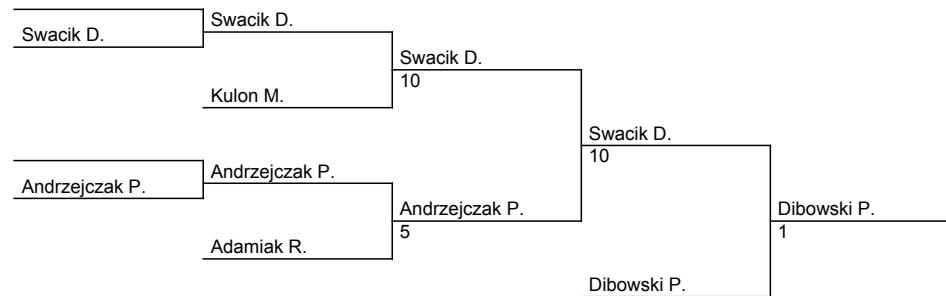 Swacik D.
Swacik D.
Swacik D.
10
Kulon M.
Swacik D.
10
Andrzejczak P.
Andrzejczak P.
Andrzejczak P.
5
Dibowski P.
1
Adamiak R.
Dibowski P.